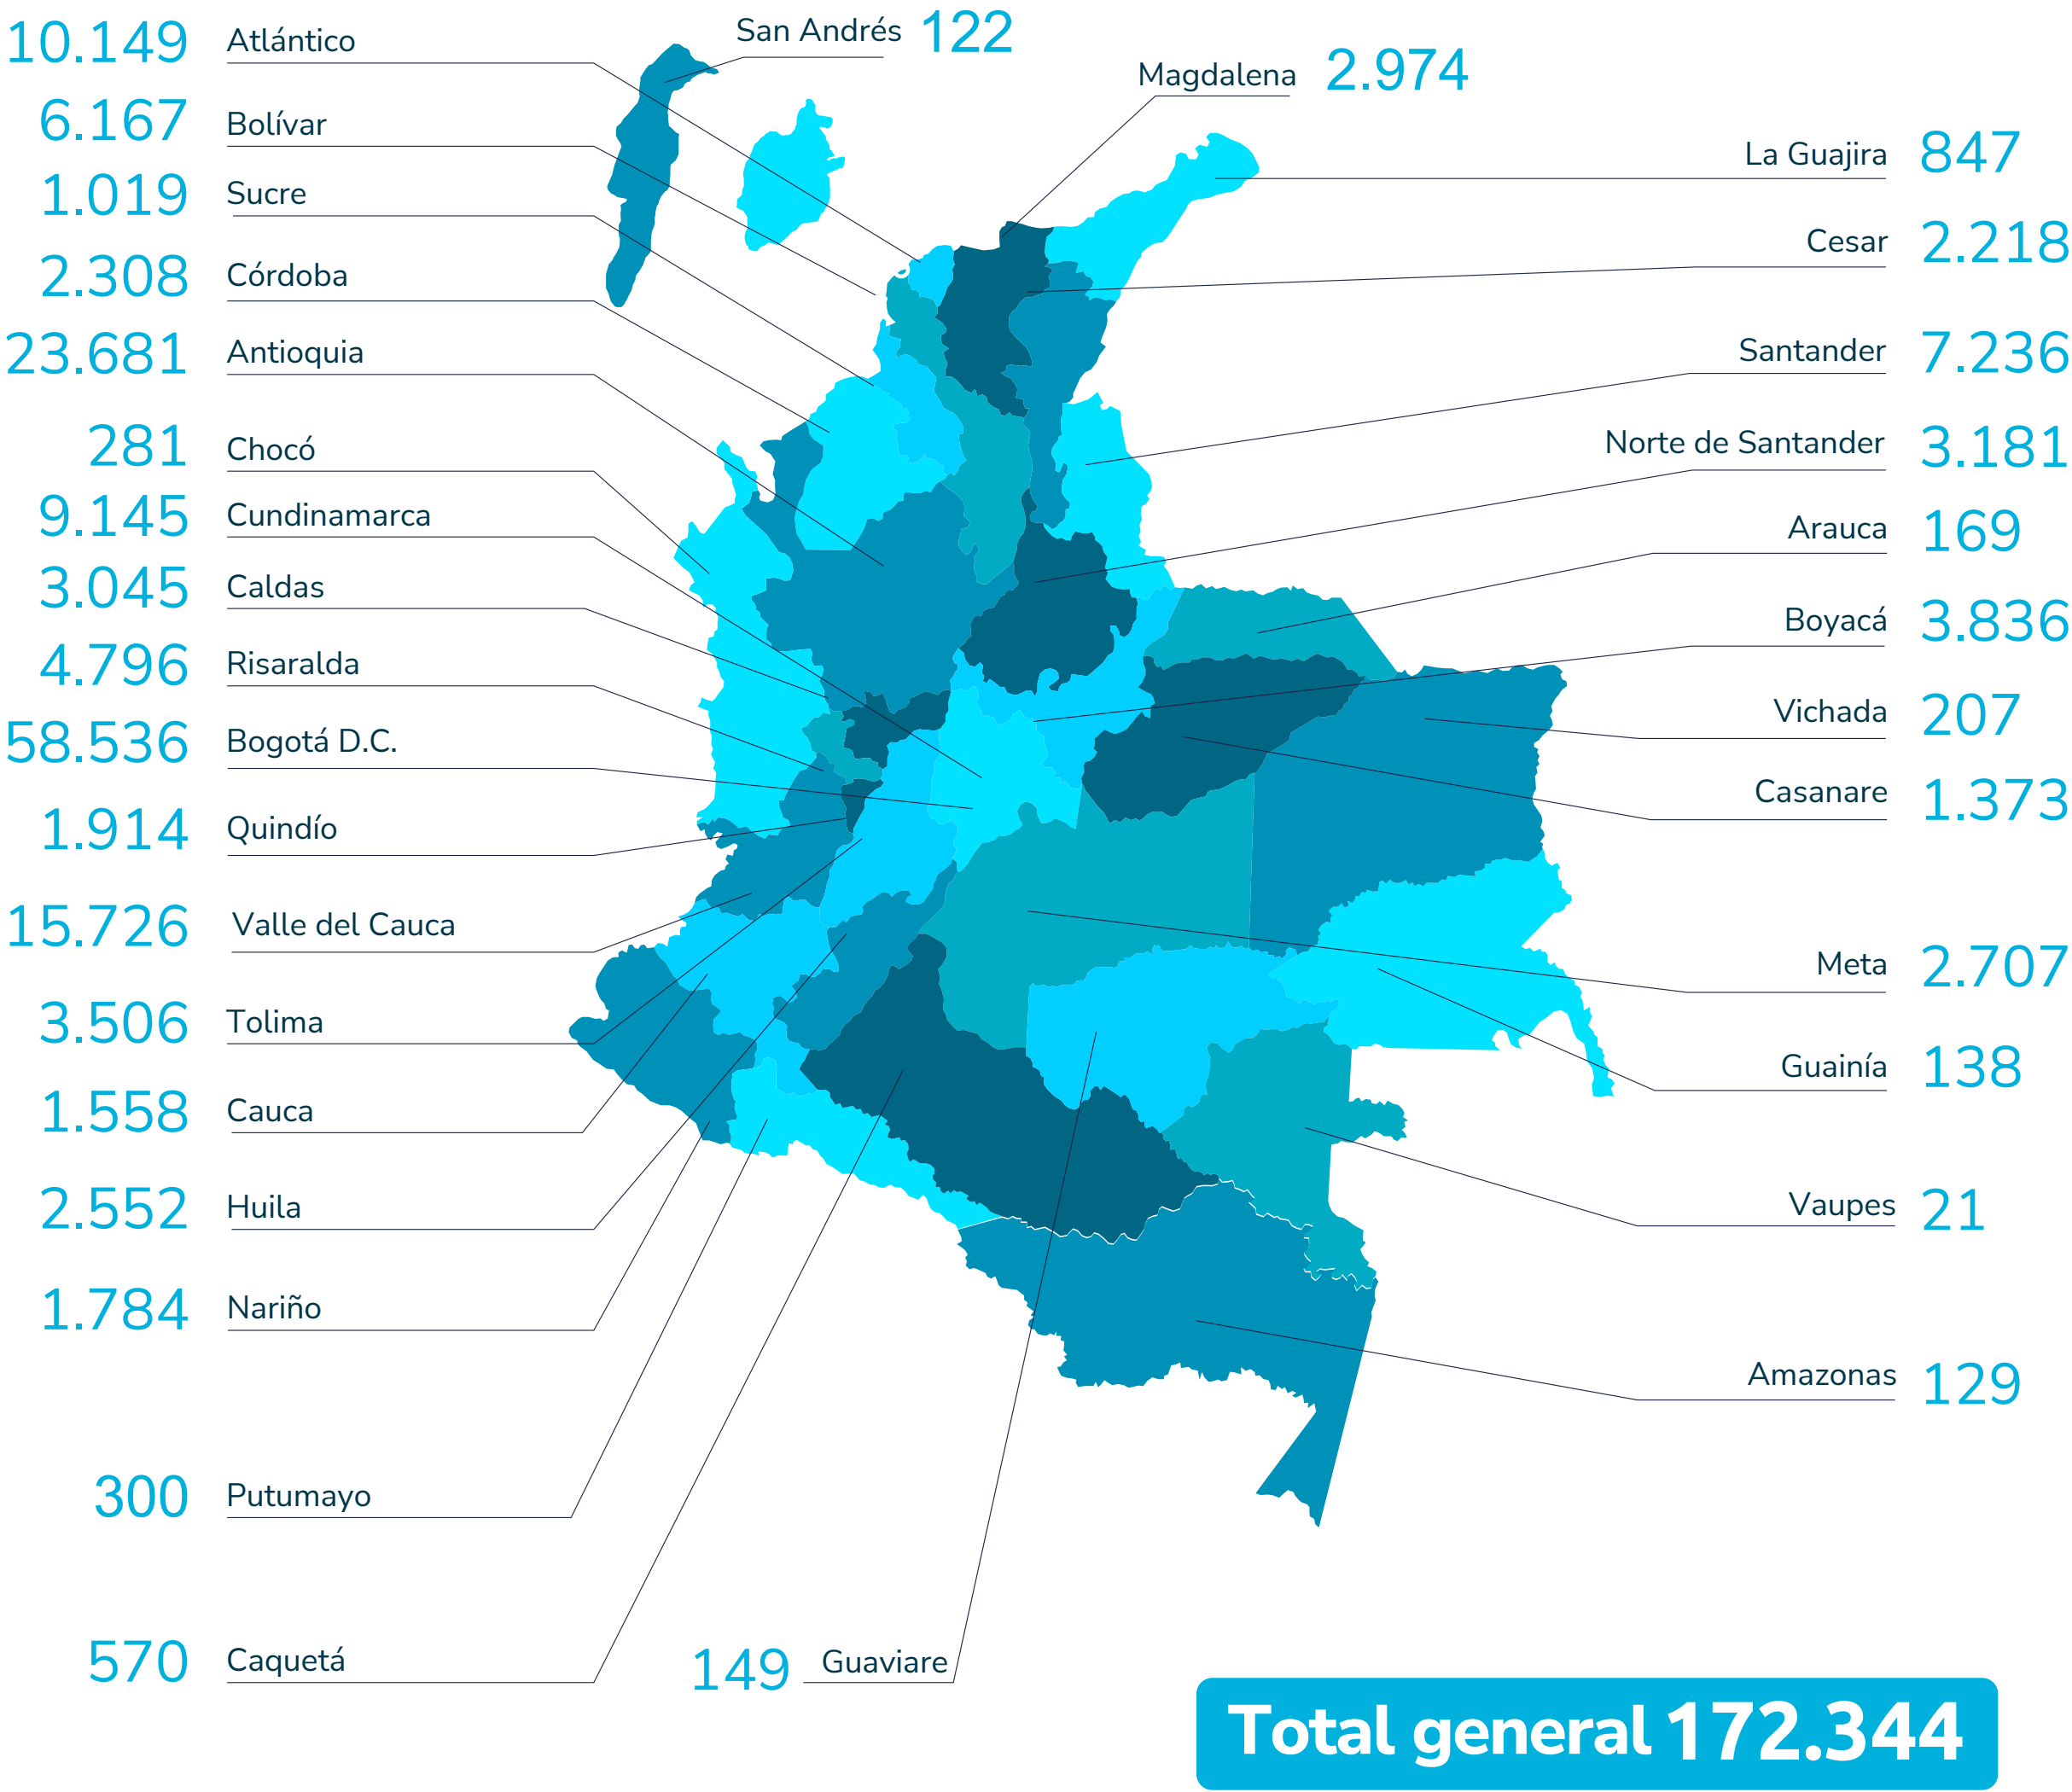 10.149 Atlántico
6.167 Bolívar
1.019 Sucre
2.308 Córdoba
23.681 Antioquia
281 Chocó
9.145 Cundinamarca
3.045 Caldas
4.796 Risaralda
58.536 Bogotá D.C.
1.914 Quindío
15.726 Valle del Cauca
3.506 Tolima
1.558 Cauca
2.552 Huila
1.784 Nariño
300 Putumayo
570 Caquetá
149 Guaviare
San Andrés 122
Magdalena 2.974
La Guajira 847
Cesar 2.218
Santander 7.236
Norte de Santander 3.181
Arauca 169
Boyacá 3.836
Vichada 207
Casanare 1.373
Meta 2.707
Guainía 138
Vaupes 21
Amazonas 129
Total general 172.344